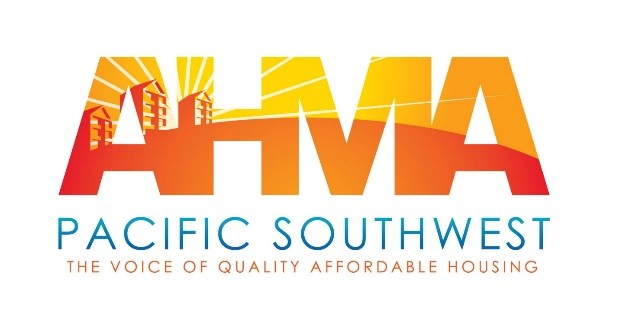 AHMA
PACIFIC SOUTHWEST
THE VOICE OF QUALITY AFFORDABLE HOUSING